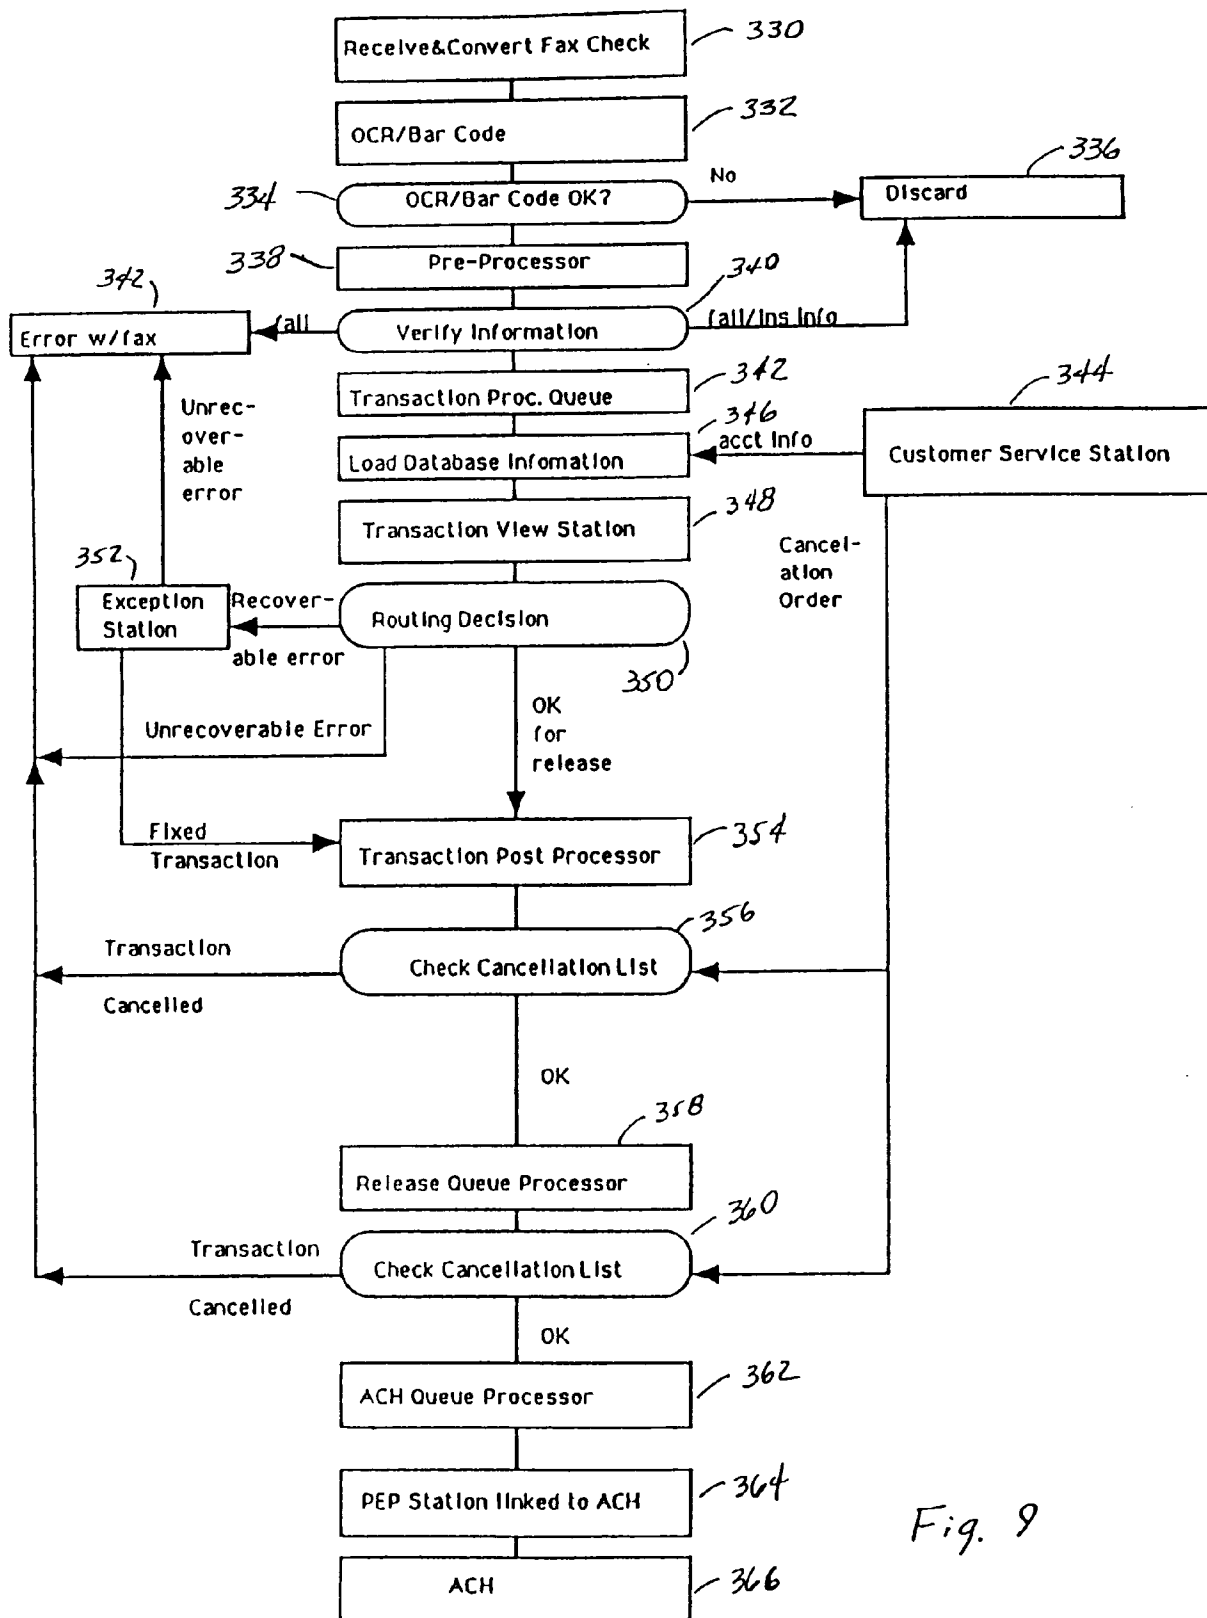 Receive&Convert Fax Check
330
OCR/Bar Code
332
334
OCR/Bar Code OK?
No
336
Discard
338
Pre-Processor
340
342
Error w/fax
fail
Verify Information
fail/ins info
Transaction Proc. Queue
342
344
Unrec-
over-
able
error
346
acct info
Load Database Infomation
Customer Service Station
Transaction View Station
348
Cancel-
ation
Order
352
Exception
Station
Recover-
able error
Routing Decision
350
Unrecoverable Error
OK
for
release
Fixed
Transaction
Transaction Post Processor
354
356
Transaction
Cancelled
Check Cancellation List
OK
358
Release Queue Processor
360
Transaction
Cancelled
Check Cancellation List
OK
ACH Queue Processor
362
PEP Station linked to ACH
364
ACH
366
Fig. 9